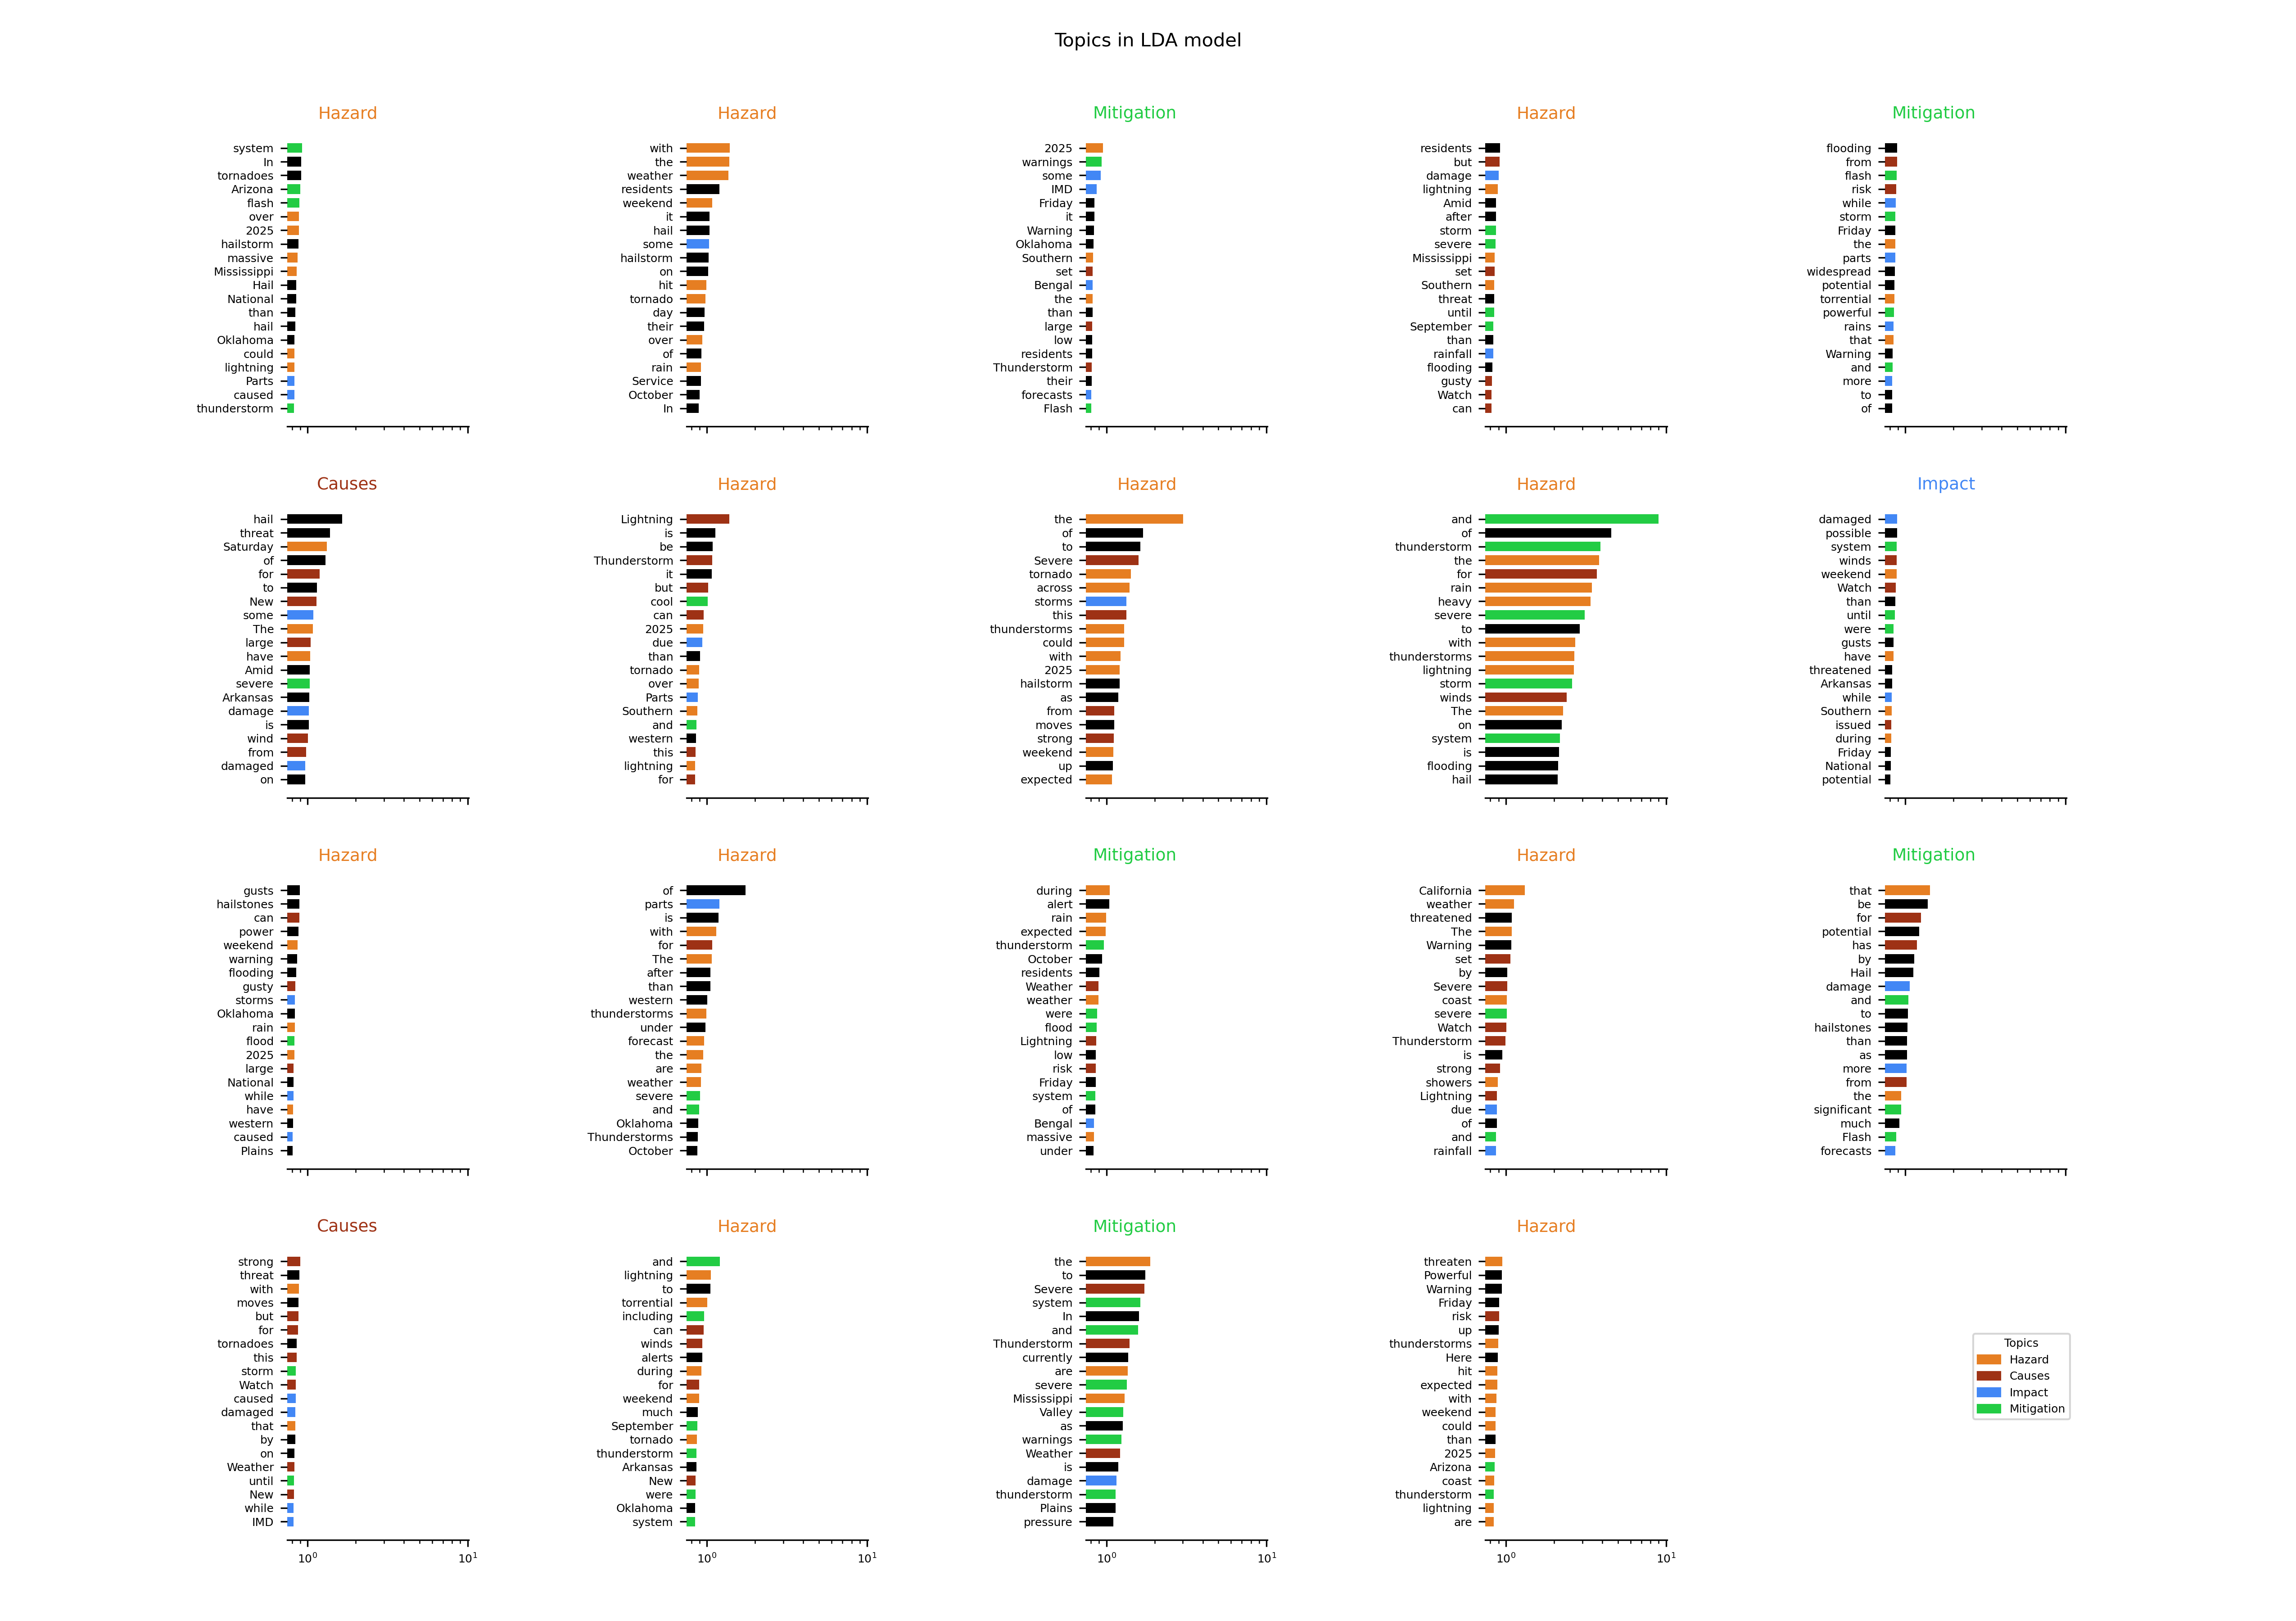 Topics in LDA model
Hazard
system
In
tornadoes
Arizona
flash
over
2025
hailstorm
massive
Mississippi
Hail
National
than
hail
Oklahoma
could
lightning
Parts
caused
thunderstorm
Hazard
with
the
weather
residents
weekend
it
hail
some
hailstorm
on
hit
tornado
day
their
over
of
rain
Service
October
In
Mitigation
2025
warnings
some
IMD
Friday
it
Warning
Oklahoma
Southern
set
Bengal
the
than
large
low
residents
Thunderstorm
their
forecasts
Flash
Hazard
residents
but
damage
lightning
Amid
after
storm
severe
Mississippi
set
Southern
threat
until
September
than
rainfall
flooding
gusty
Watch
can
Mitigation
flooding
from
flash
risk
while
storm
Friday
the
parts
widespread
potential
torrential
powerful
rains
that
Warning
and
more
to
of
Causes
hail
threat
Saturday
of
for
to
New
some
The
large
have
Amid
severe
Arkansas
damage
is
wind
from
damaged
on
Hazard
Lightning
is
be
Thunderstorm
it
but
cool
can
2025
due
than
tornado
over
Parts
Southern
and
western
this
lightning
for
Hazard
the
of
to
Severe
tornado
across
storms
this
thunderstorms
could
with
2025
hailstorm
as
from
moves
strong
weekend
up
expected
Hazard
and
of
thunderstorm
the
for
rain
heavy
severe
to
with
thunderstorms
lightning
storm
winds
The
on
system
is
flooding
hail
Impact
damaged
possible
system
winds
weekend
Watch
than
until
were
gusts
have
threatened
Arkansas
while
Southern
issued
during
Friday
National
potential
Hazard
gusts
hailstones
can
power
weekend
warning
flooding
gusty
storms
Oklahoma
rain
flood
2025
large
National
while
have
western
caused
Plains
Hazard
of
parts
is
with
for
The
after
than
western
thunderstorms
under
forecast
the
are
weather
severe
and
Oklahoma
Thunderstorms
October
Mitigation
during
alert
rain
expected
thunderstorm
October
residents
Weather
weather
were
flood
Lightning
low
risk
Friday
system
of
Bengal
massive
under
Hazard
California
weather
threatened
The
Warning
set
by
Severe
coast
severe
Watch
Thunderstorm
is
strong
showers
Lightning
due
of
and
rainfall
Mitigation
that
be
for
potential
has
by
Hail
damage
and
to
hailstones
than
as
more
from
the
significant
much
Flash
forecasts
Causes
strong
threat
with
moves
but
for
tornadoes
this
storm
Watch
caused
damaged
that
by
on
Weather
until
New
while
IMD
10⁰ 10¹
Hazard
and
lightning
to
torrential
including
can
winds
alerts
during
for
weekend
much
September
tornado
thunderstorm
Arkansas
New
were
Oklahoma
system
10⁰ 10¹
Mitigation
the
to
Severe
system
In
and
Thunderstorm
currently
are
severe
Mississippi
Valley
as
warnings
Weather
is
damage
thunderstorm
Plains
pressure
10⁰ 10¹
Hazard
threaten
Powerful
Warning
Friday
risk
up
thunderstorms
Here
hit
expected
with
weekend
could
than
2025
Arizona
coast
thunderstorm
lightning
are
10⁰ 10¹
Topics
Hazard
Causes
Impact
Mitigation